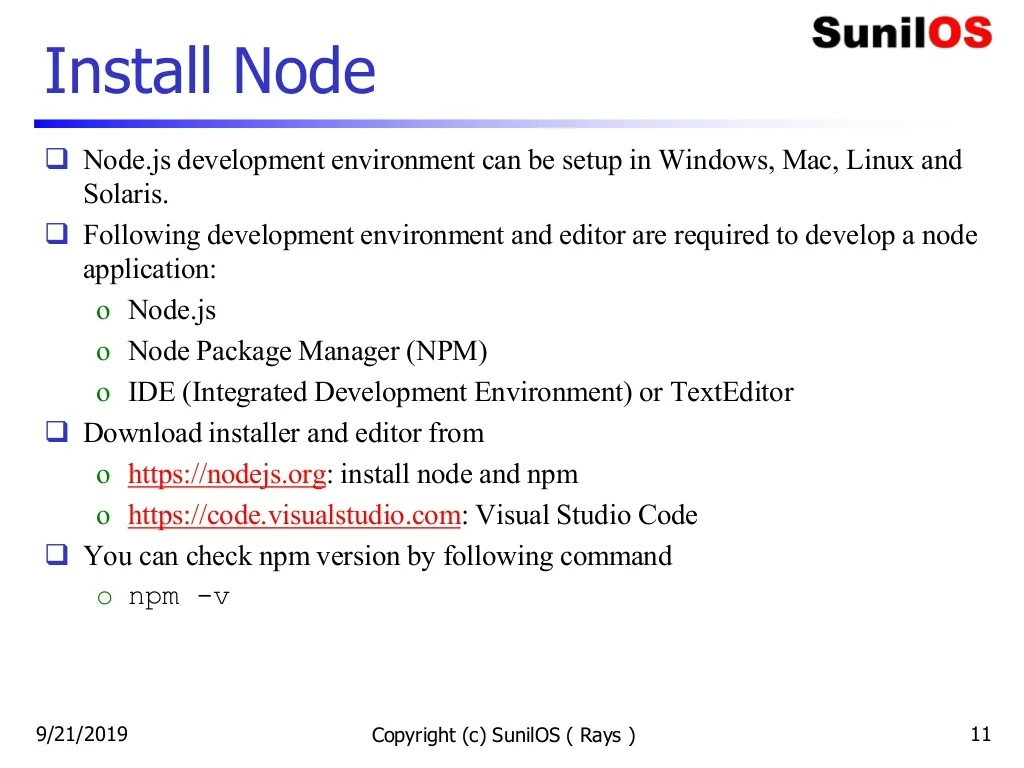 SunilOS
Install Node
Node.js development environment can be setup in Windows, Mac, Linux and
Solaris.
Following development environment and editor are required to develop a node
application:
o Node.js
o Node Package Manager (NPM)
o IDE (Integrated Development Environment) or TextEditor
Download installer and editor from
o https://nodejs.org: install node and npm
o https://code.visualstudio.com: Visual Studio Code
You can check npm version by following command
o npm -v
9/21/2019
Copyright (c) SunilOS ( Rays )
11